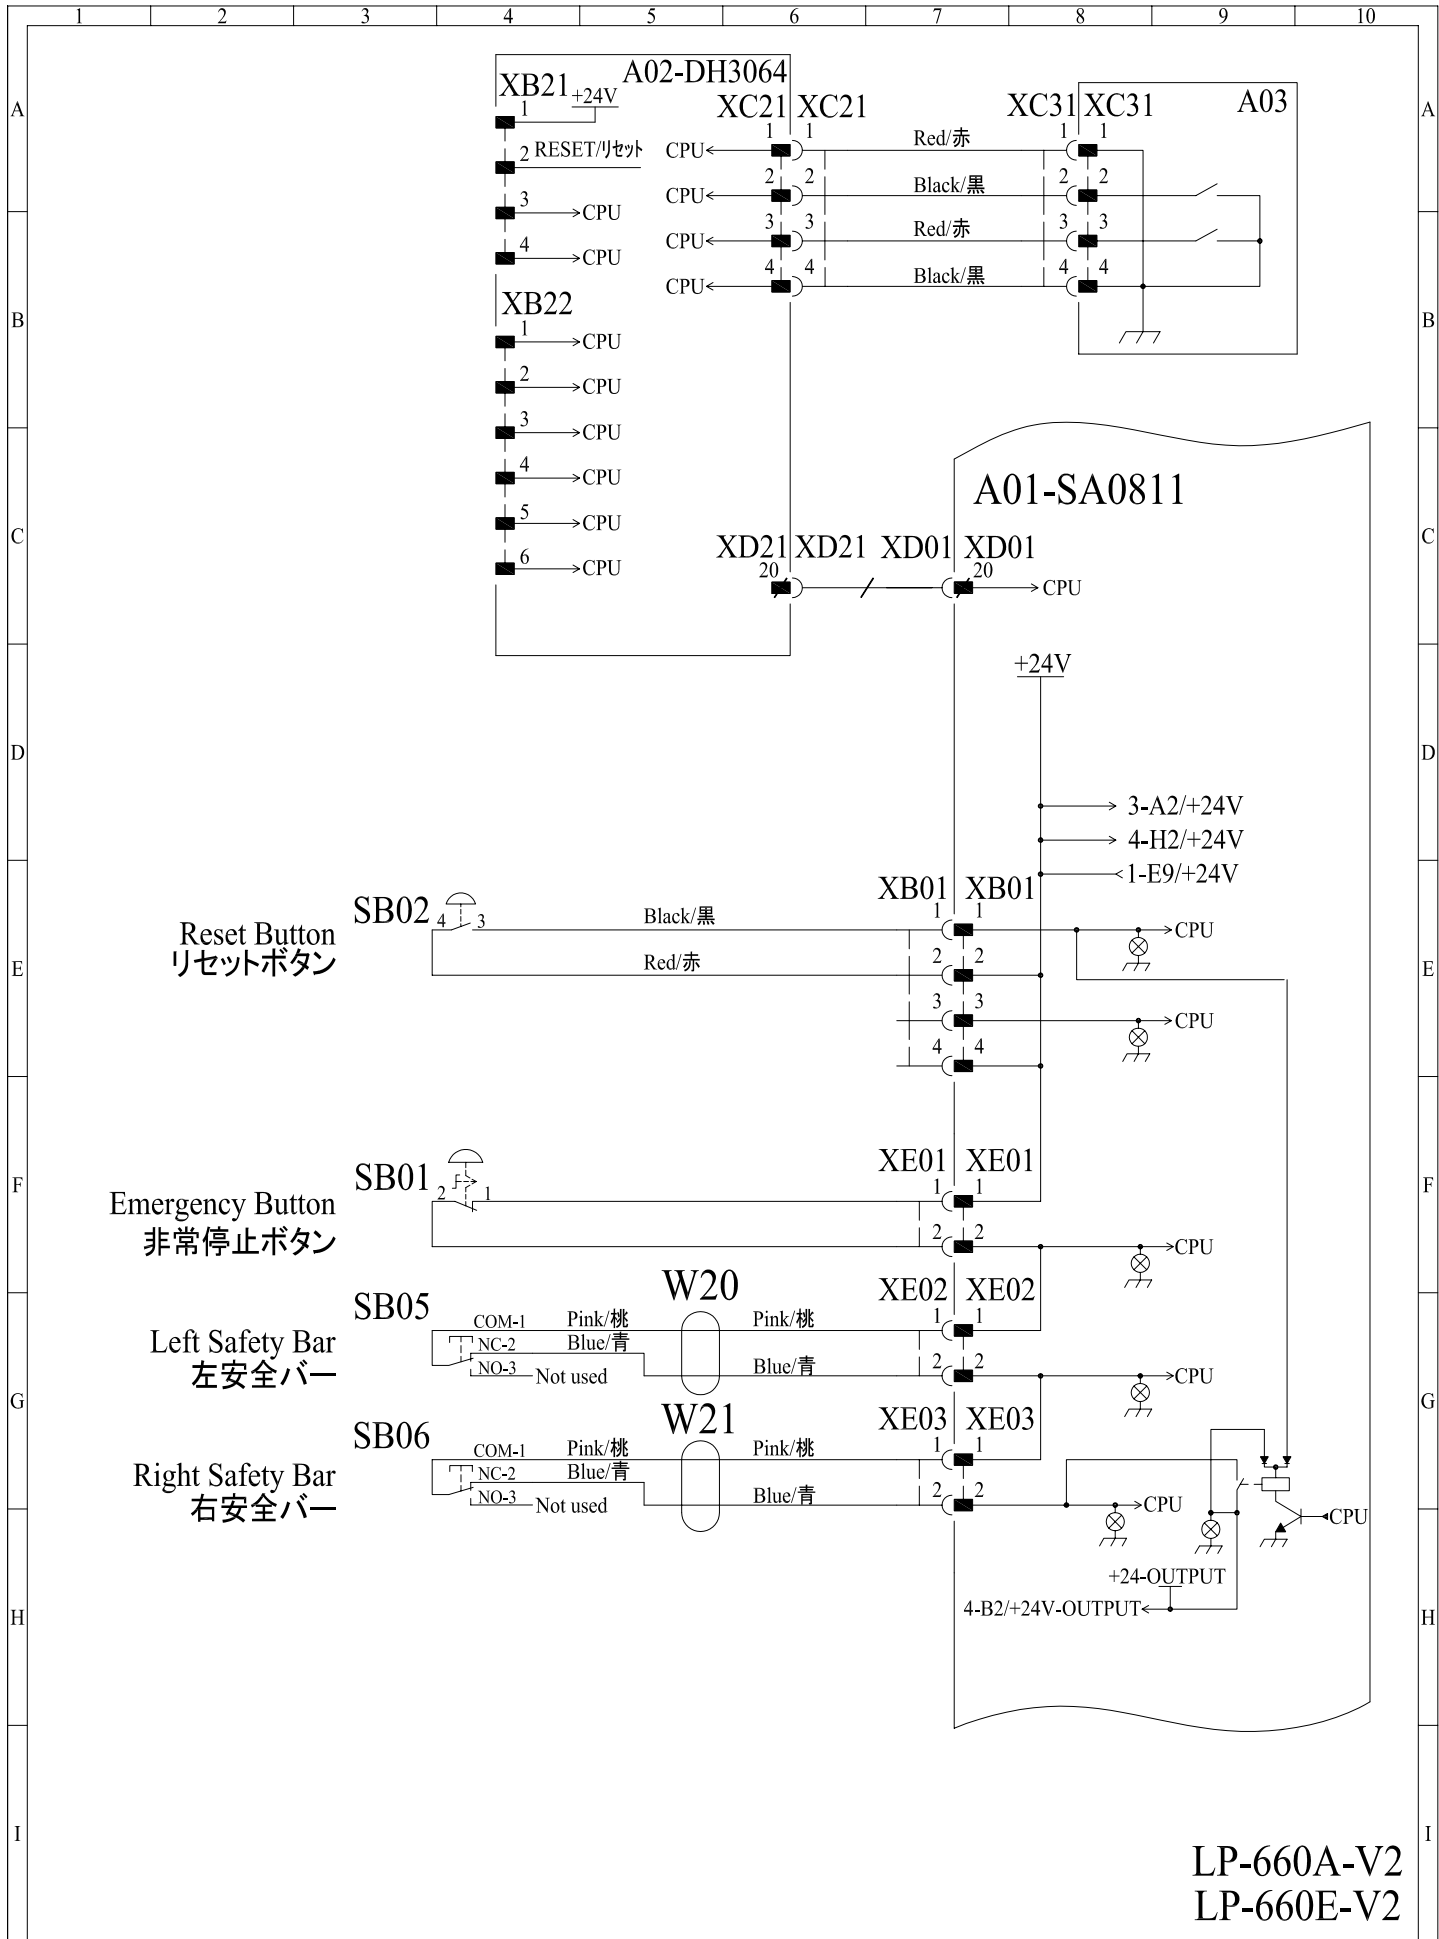 1 2 3 4 5 6 7 8 9 10
A A
B B
C C
D D
E E
F F
G G
H H
I I
A02-DH3064
XB21
1 +24V
2 RESET/リセット
3 CPU
4 CPU
XB22
1 CPU
2 CPU
3 CPU
4 CPU
5 CPU
6 CPU
XC21 XC21 XC31 XC31 A03
CPU 1 1 Red/赤 1 1
CPU 2 2 Black/黒 2 2
CPU 3 3 Red/赤 3 3
CPU 4 4 Black/黒 4 4
A01-SA0811
XD21 XD21 XD01 XD01
20 20 CPU
+24V
3-A2/+24V
4-H2/+24V
1-E9/+24V
XB01 XB01
Reset Button
リセットボタン
SB02 4 3 Black/黒 1 1 CPU
Red/赤 2 2
3 3 CPU
4 4
XE01 XE01
Emergency Button
非常停止ボタン
SB01 2 1 1 1
2 2 CPU
XE02 XE02
Left Safety Bar
左安全バー
SB05 W20
COM-1 Pink/桃 Pink/桃 1 1
NC-2 Blue/青 Blue/青 2 2 CPU
NO-3 Not used
XE03 XE03
Right Safety Bar
右安全バー
SB06 W21
COM-1 Pink/桃 Pink/桃 1 1
NC-2 Blue/青 Blue/青 2 2 CPU
NO-3 Not used
CPU
+24-OUTPUT
4-B2/+24V-OUTPUT
LP-660A-V2
LP-660E-V2